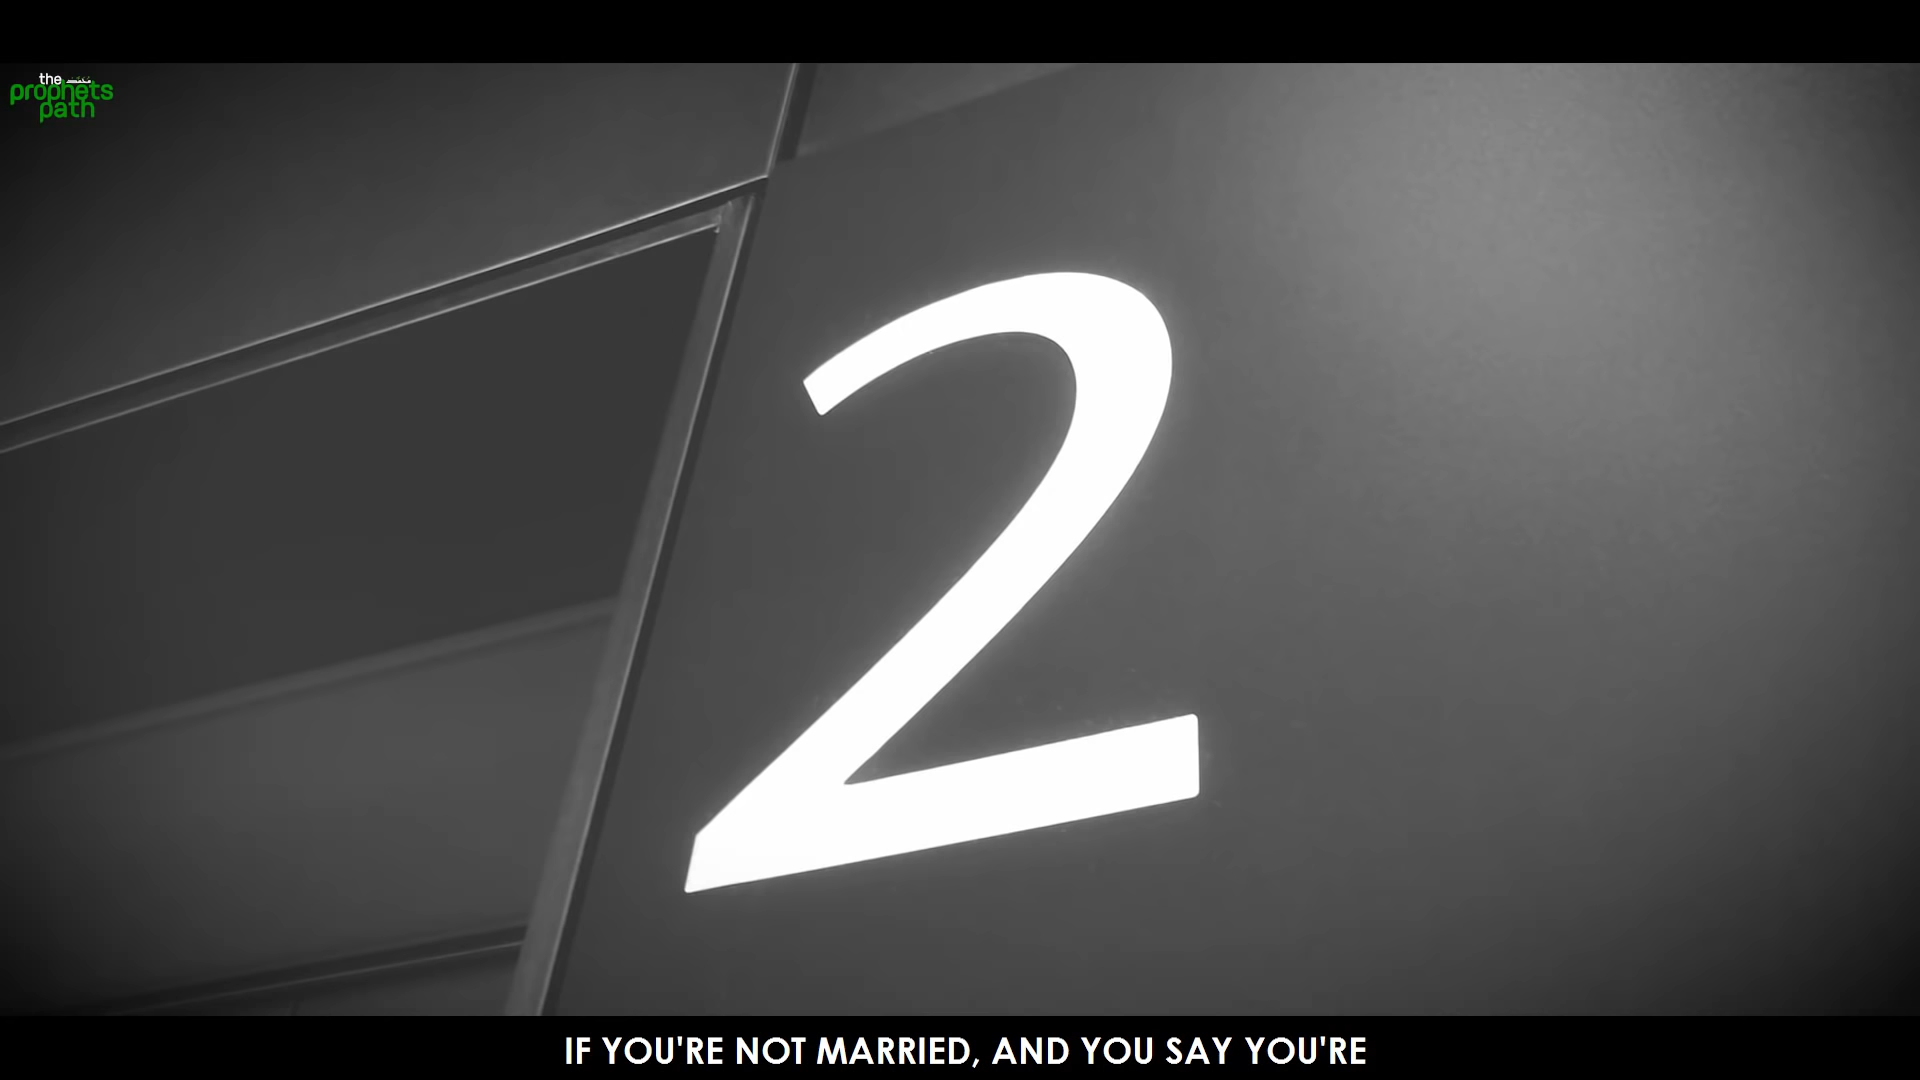 the
prophets
path
2
IF YOU'RE NOT MARRIED, AND YOU SAY YOU'RE